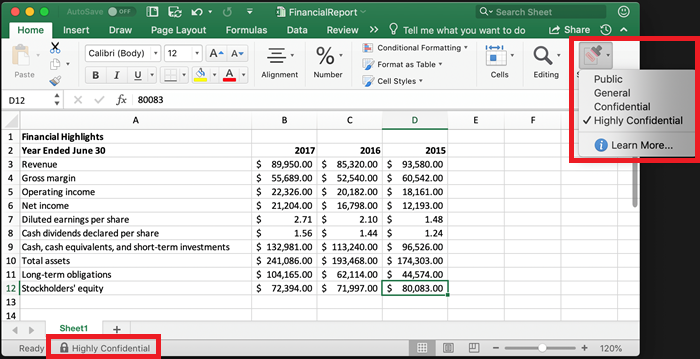 AutoSave OFF FinancialReport Search Sheet
Home Insert Draw Page Layout Formulas Data Review >> Tell me what you want to do Share
Paste Calibri (Body) 12 A A Alignment % Number Conditional Formatting Format as Table Cell Styles Cells Editing S
B I U A
Public
General
Confidential
✓ Highly Confidential
Learn More...
D12 fx 80083
A B C D E F
1 Financial Highlights
2 Year Ended June 30 2017 2016 2015
3 Revenue $ 89,950.00 $ 85,320.00 $ 93,580.00
4 Gross margin $ 55,689.00 $ 52,540.00 $ 60,542.00
5 Operating income $ 22,326.00 $ 20,182.00 $ 18,161.00
6 Net income $ 21,204.00 $ 16,798.00 $ 12,193.00
7 Diluted earnings per share $ 2.71 $ 2.10 $ 1.48
8 Cash dividends declared per share $ 1.56 $ 1.44 $ 1.24
9 Cash, cash equivalents, and short-term investments $ 132,981.00 $ 113,240.00 $ 96,526.00
10 Total assets $ 241,086.00 $ 193,468.00 $ 174,303.00
11 Long-term obligations $ 104,165.00 $ 62,114.00 $ 44,574.00
12 Stockholders' equity $ 72,394.00 $ 71,997.00 $ 80,083.00
13
14
Sheet1 +
Ready Highly Confidential 120%